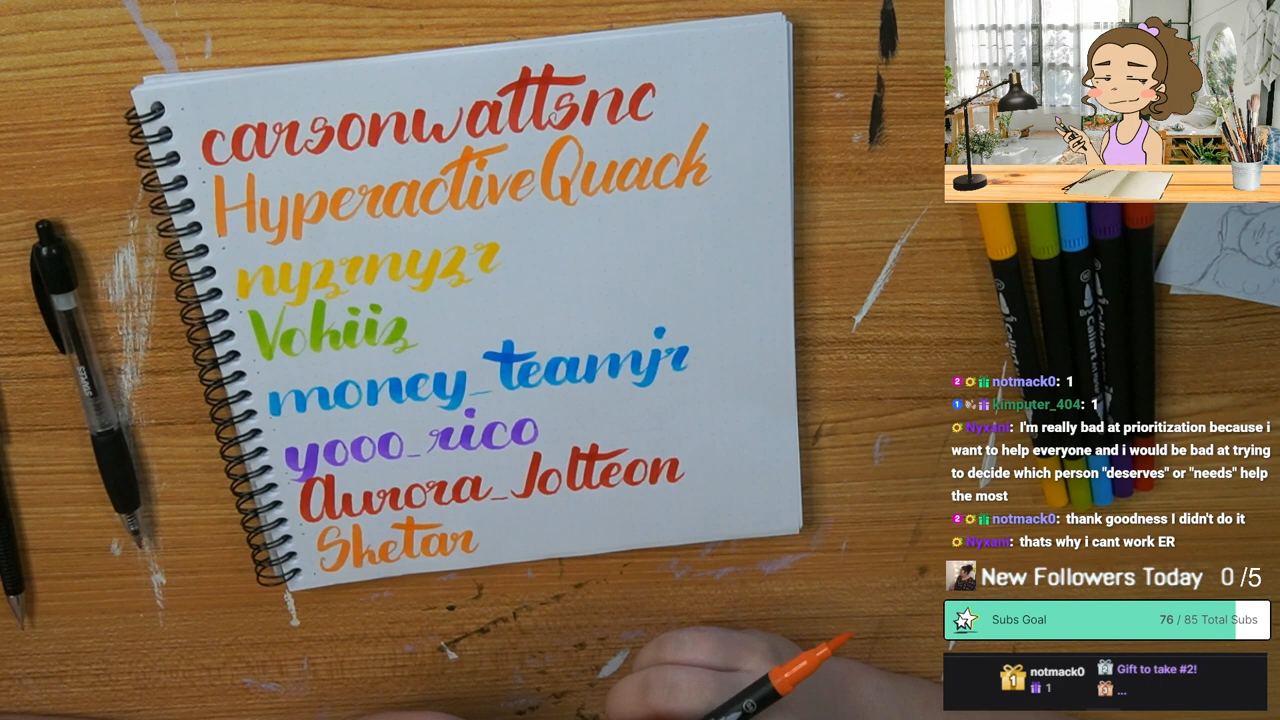 carsonwattsnc
HyperactiveQuack
nyzrnyzr
Vokiiz
money_teamjr
yooo_rico
Aurora_Jolteon
Sketar
notmack0: 1
kimputer_404: 1
Nyxani: I'm really bad at prioritization because i
want to help everyone and i would be bad at trying
to decide which person "deserves" or "needs" help
the most
notmack0: thank goodness I didn't do it
Nyxani: thats why i cant work ER
New Followers Today 0 /5
Subs Goal 76 / 85 Total Subs
1 notmack0 Gift to take #2!
1 ...